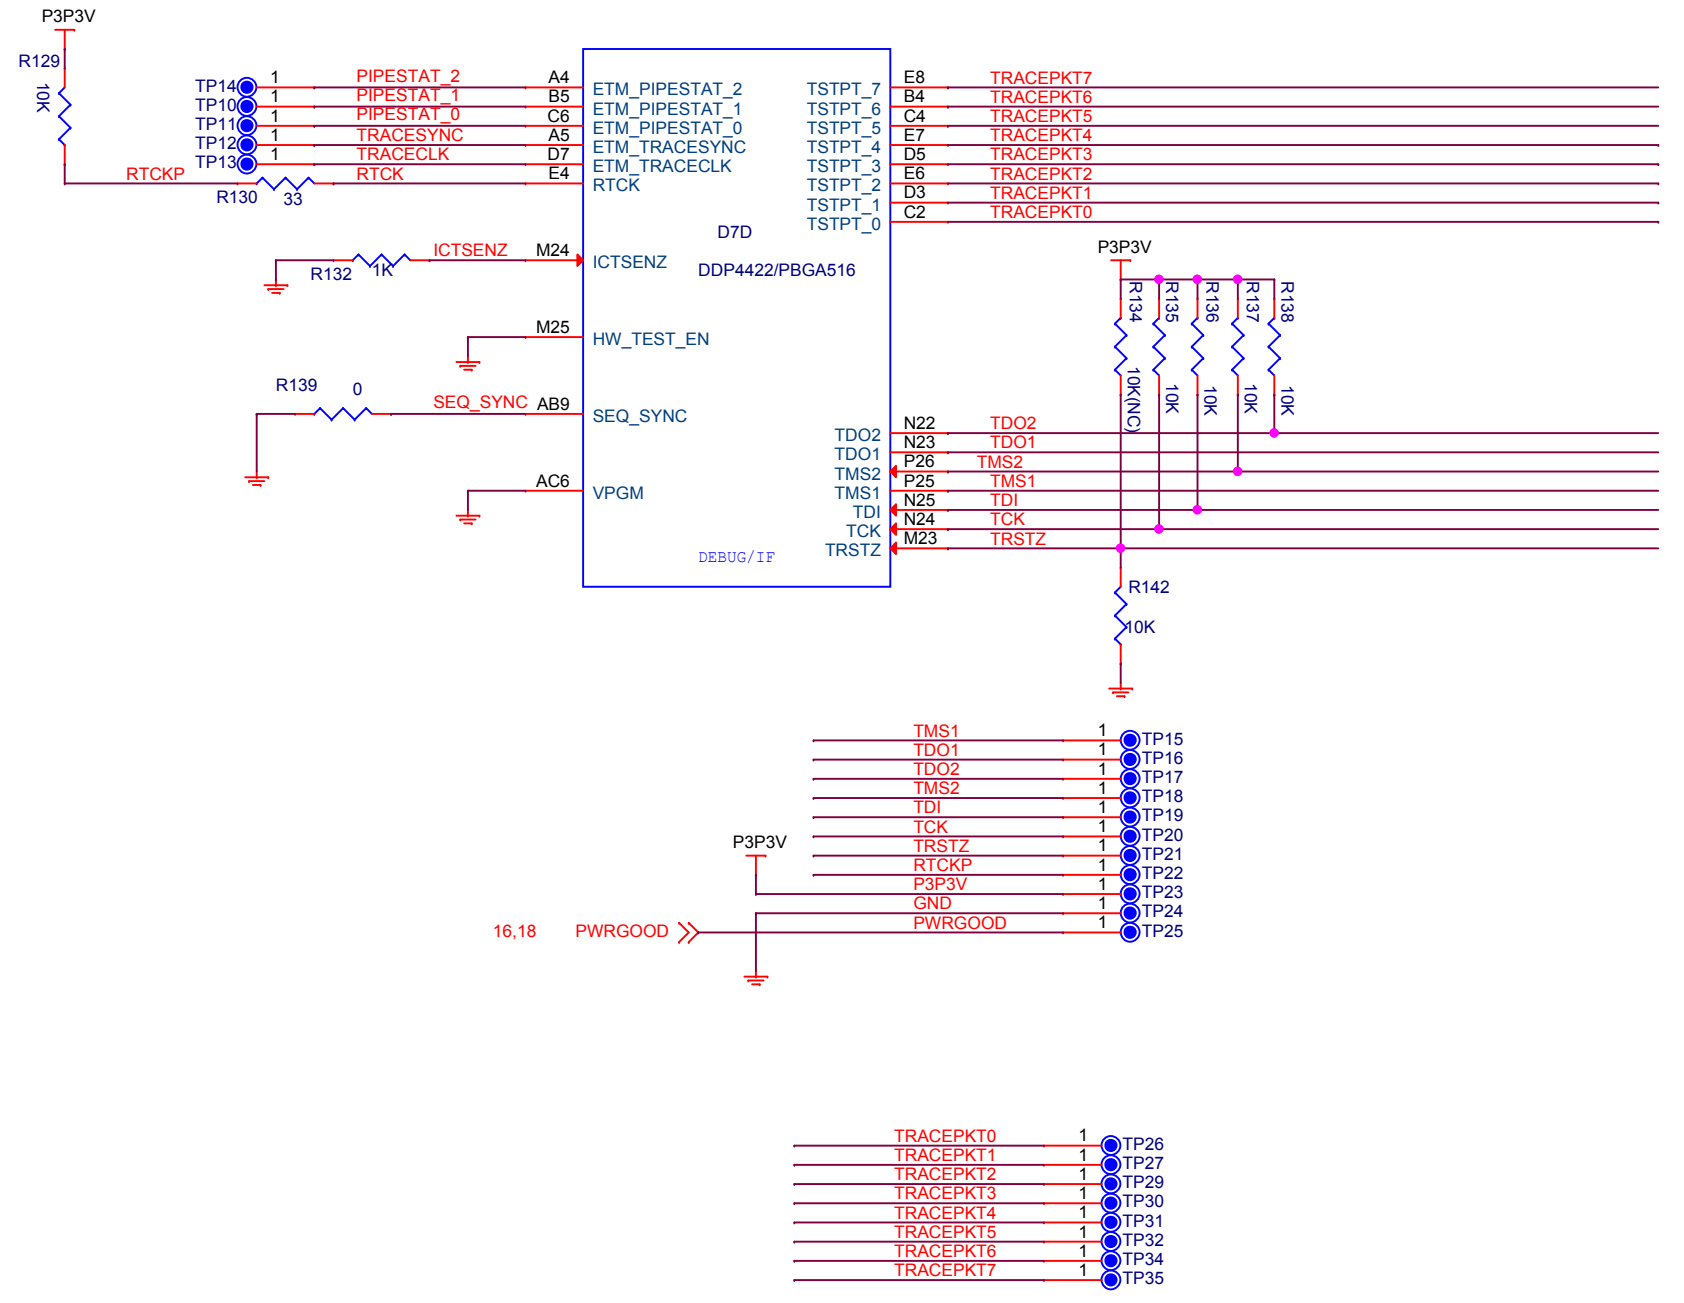 P3P3V
R129
10K
TP14 1 PIPESTAT_2 A4 ETM_PIPESTAT_2
TP10 1 PIPESTAT_1 B5 ETM_PIPESTAT_1
TP11 1 PIPESTAT_0 C6 ETM_PIPESTAT_0
TP12 1 TRACESYNC A5 ETM_TRACESYNC
TP13 1 TRACECLK D7 ETM_TRACECLK
RTCKP R130 33 RTCK E4 RTCK
TSTPT_7 E8 TRACEPKT7
TSTPT_6 B4 TRACEPKT6
TSTPT_5 C4 TRACEPKT5
TSTPT_4 E7 TRACEPKT4
TSTPT_3 D5 TRACEPKT3
TSTPT_2 E6 TRACEPKT2
TSTPT_1 D3 TRACEPKT1
TSTPT_0 C2 TRACEPKT0
D7D
DDP4422/PBGA516
R132 1K ICTSENZ M24 ICTSENZ
M25 HW_TEST_EN
R139 0 SEQ_SYNC AB9 SEQ_SYNC
AC6 VPGM
DEBUG/IF
P3P3V
R134 R135 R136 R137 R138
10K(NC) 10K 10K 10K 10K
TDO2 N22 TDO2
TDO1 N23 TDO1
TMS2 P26 TMS2
TMS1 P25 TMS1
TDI N25 TDI
TCK N24 TCK
TRSTZ M23 TRSTZ
R142
10K
TMS1 1 TP15
TDO1 1 TP16
TDO2 1 TP17
TMS2 1 TP18
TDI 1 TP19
TCK 1 TP20
TRSTZ 1 TP21
RTCKP 1 TP22
P3P3V
P3P3V 1 TP23
GND 1 TP24
16,18 PWRGOOD PWRGOOD 1 TP25
TRACEPKT0 1 TP26
TRACEPKT1 1 TP27
TRACEPKT2 1 TP29
TRACEPKT3 1 TP30
TRACEPKT4 1 TP31
TRACEPKT5 1 TP32
TRACEPKT6 1 TP34
TRACEPKT7 1 TP35